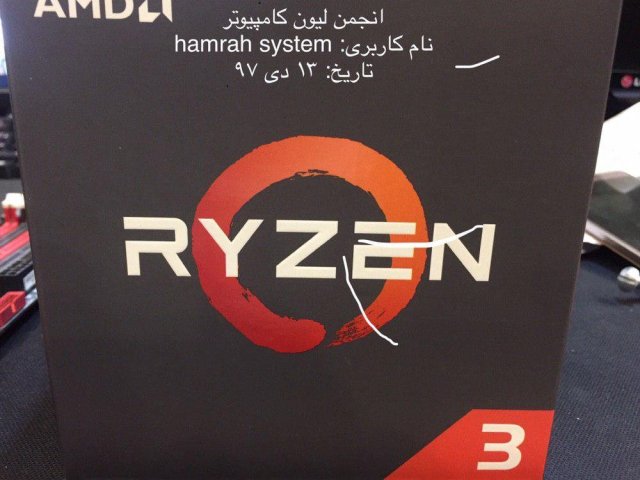 AMD
انجمن لیون کامپیوتر
نام کاربری: hamrah system
تاریخ: ۱۳ دی ۹۷
RYZEN
3